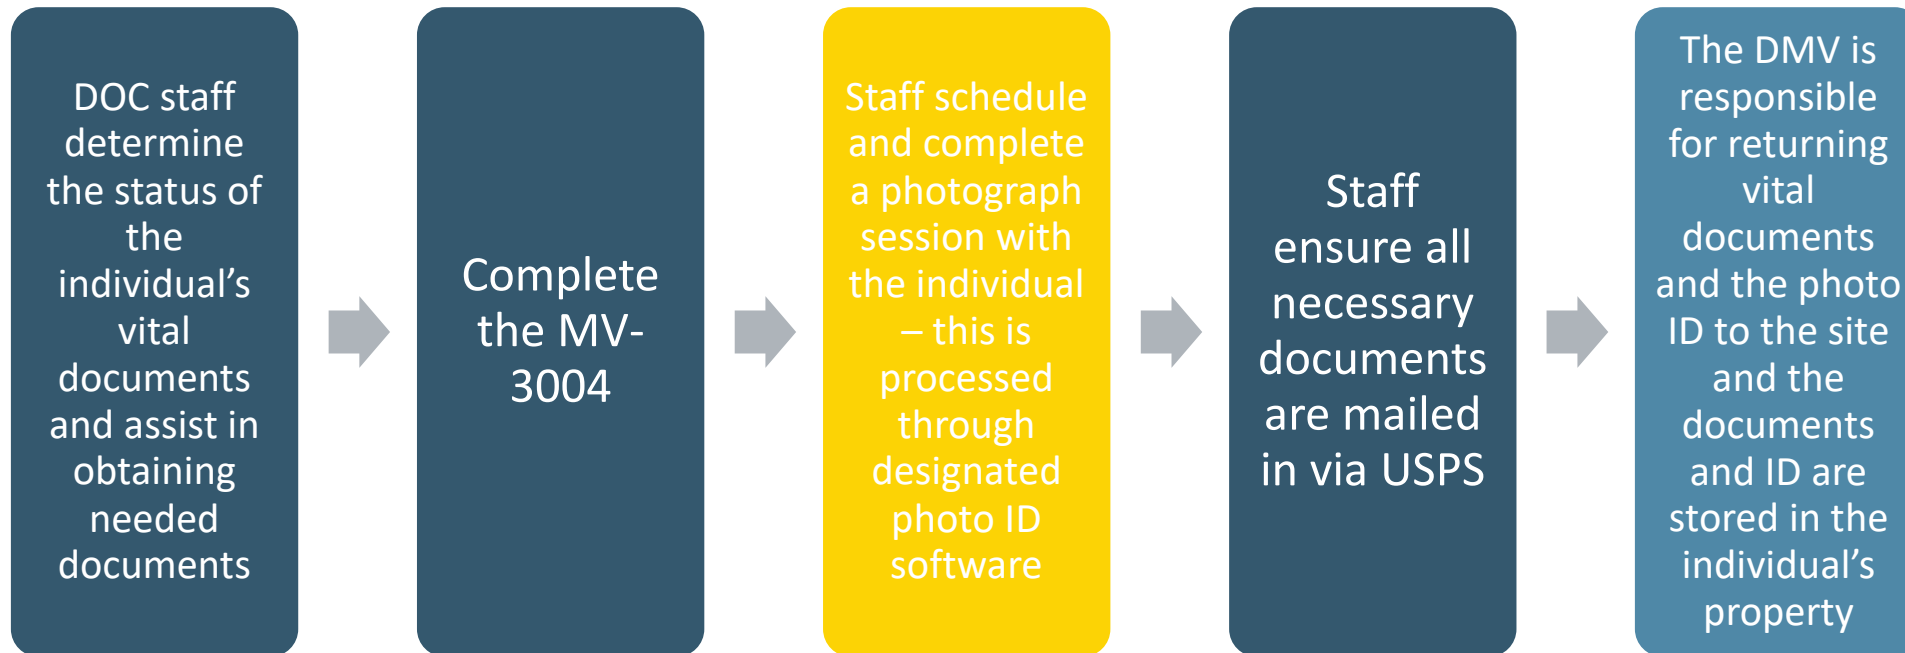 DOC staff
determine
the status of
the
individual’s
vital
documents
and assist in
obtaining
needed
documents
Complete
the MV-
3004
Staff schedule
and complete
a photograph
session with
the individual
– this is
processed
through
designated
photo ID
software
Staff
ensure all
necessary
documents
are mailed
in via USPS
The DMV is
responsible
for returning
vital
documents
and the photo
ID to the site
and the
documents
and ID are
stored in the
individual’s
property